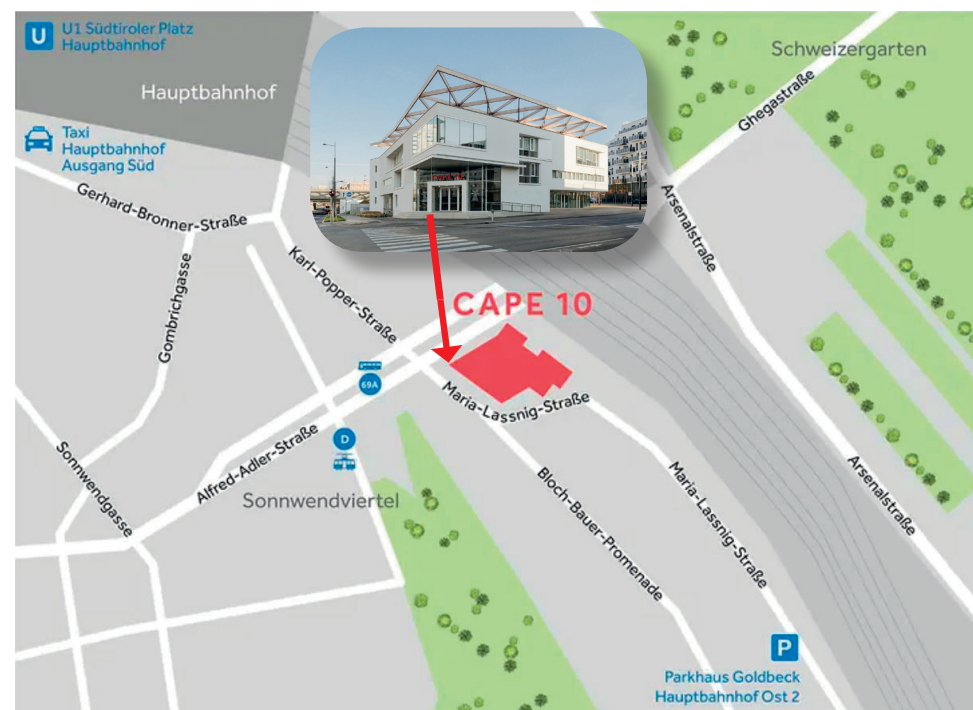 U
U1 Südtiroler Platz
Hauptbahnhof
Hauptbahnhof
Schweizergarten
Taxi
Hauptbahnhof
Ausgang Süd
Ghegastraße
Gerhard-Bronner-Straße
Arsenalstraße
Karl-Popper-Straße
Gombrichgasse
CAPE 10
CAPE 10
69A
Maria-Lassnig-Straße
Alfred-Adler-Straße
D
Sonnwendgasse
Sonnwendviertel
Bloch-Bauer-Promenade
Maria-Lassnig-Straße
Arsenalstraße
P
Parkhaus Goldbeck
Hauptbahnhof Ost 2